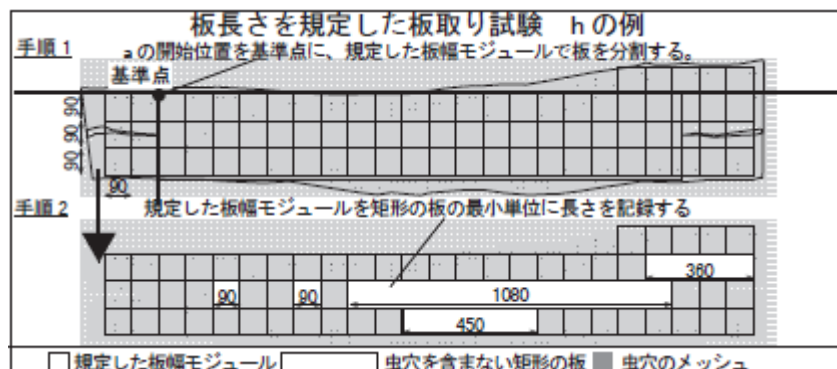 板長さを規定した板取り試験 hの例
手順1
aの開始位置を基準点に、規定した板幅モジュールで板を分割する。
基準点
90
90
90
90
手順2
規定した板幅モジュールを矩形の板の最小単位に長さを記録する
360
90
90
1080
450
規定した板幅モジュール
虫穴を含まない矩形の板
虫穴のメッシュ